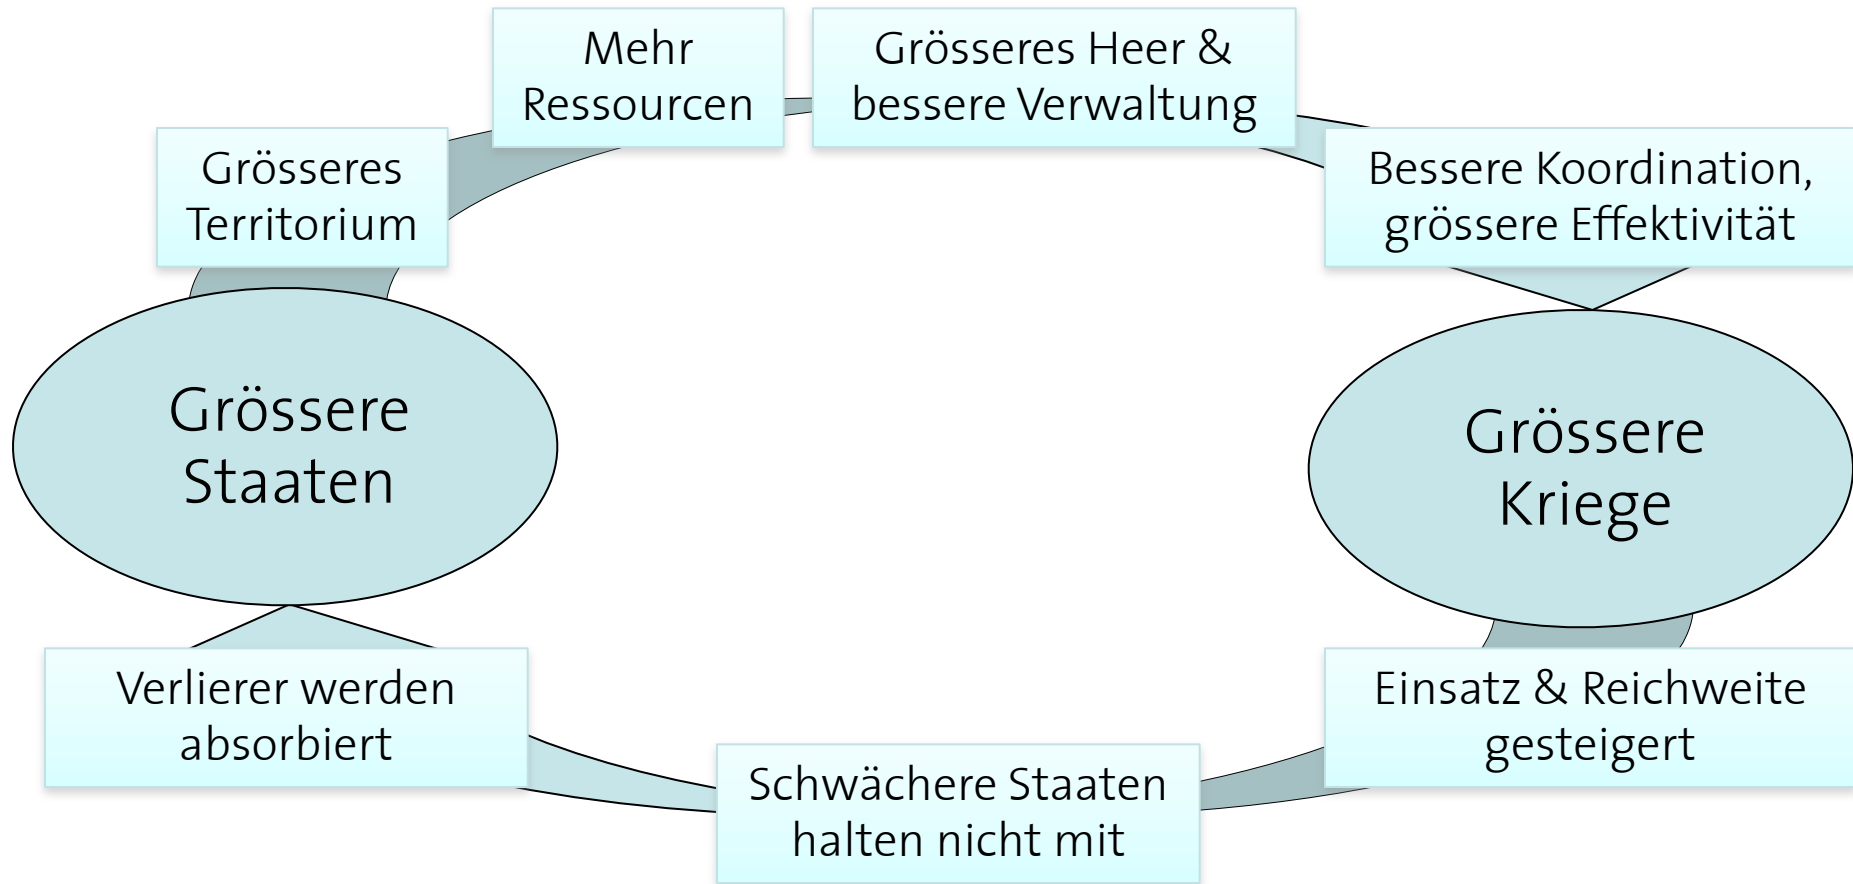 Mehr
Ressourcen
Grösseres Heer &
bessere Verwaltung
Grösseres
Territorium
Bessere Koordination,
grössere Effektivität
Grössere
Staaten
Grössere
Kriege
Verlierer werden
absorbiert
Einsatz & Reichweite
gesteigert
Schwächere Staaten
halten nicht mit